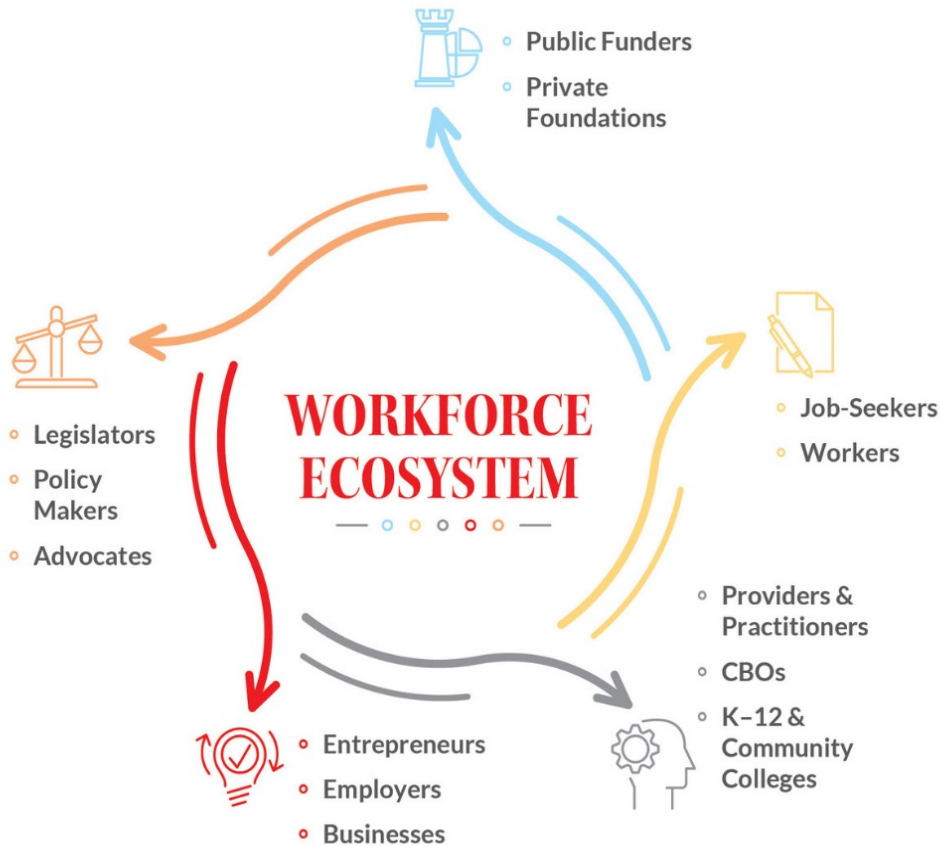 Public Funders
Private
Foundations
Job-Seekers
Workers
WORKFORCE
ECOSYSTEM
Legislators
Policy
Makers
Advocates
Providers &
Practitioners
CBOs
K–12 &
Community
Colleges
Entrepreneurs
Employers
Businesses